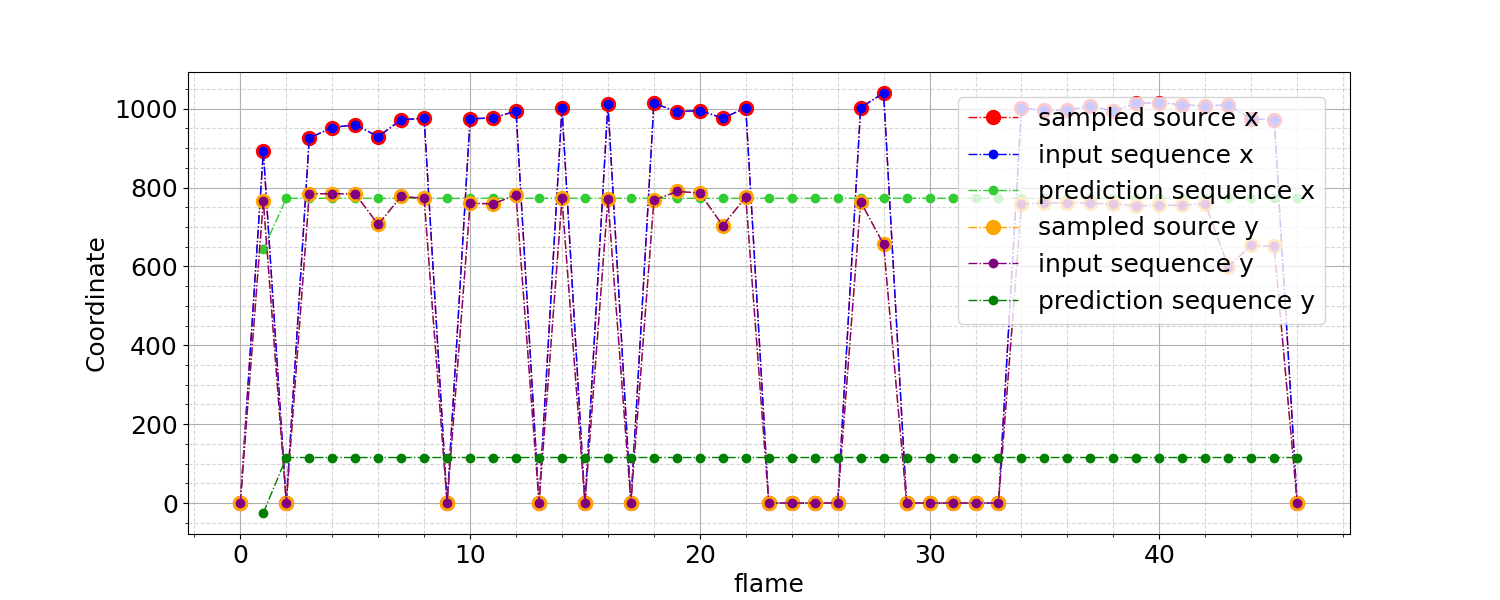 1000
800
600
400
200
0
Coordinate
sampled source x
input sequence x
prediction sequence x
sampled source y
input sequence y
prediction sequence y
0 10 20 30 40
flame